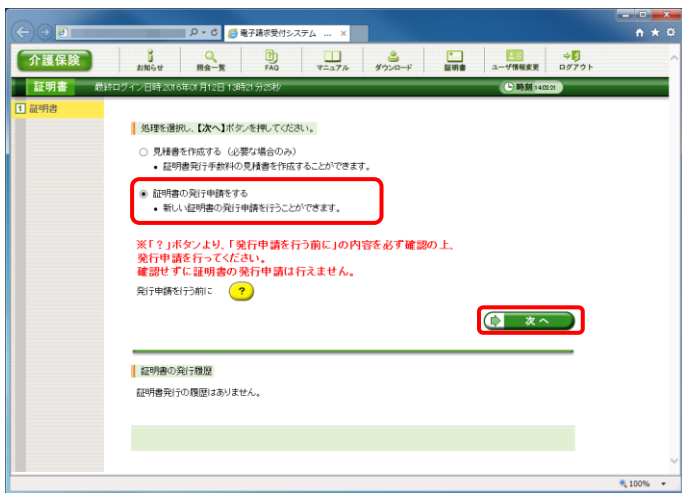 電子請求受付システム ... ×
介護保険
お知らせ 照会一覧 FAQ マニュアル ダウンロード 証明書 ユーザ情報変更 ログアウト
証明書 最終ログイン日時:2016年01月12日 13時21分25秒 時刻 14:09:21
1 証明書
処理を選択し、【次へ】ボタンを押してください。
見積書を作成する（必要な場合のみ）
• 証明書発行手数料の見積書を作成することができます。
証明書の発行申請をする
• 新しい証明書の発行申請を行うことができます。
※「？」ボタンより、「発行申請を行う前に」の内容を必ず確認の上、
発行申請を行ってください。
確認せずに証明書の発行申請は行えません。
発行申請を行う前に ?
次へ
証明書の発行履歴
証明書発行の履歴はありません。
100%